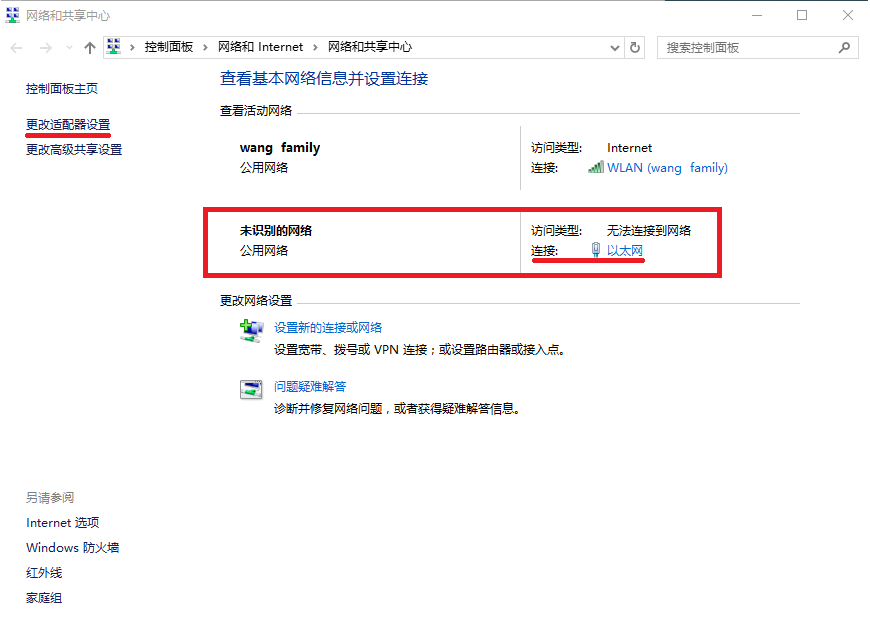 网络和共享中心
控制面板 > 网络和 Internet > 网络和共享中心
搜索控制面板
控制面板主页
更改适配器设置
更改高级共享设置
查看基本网络信息并设置连接
查看活动网络
wang family
公用网络
访问类型: Internet
连接: WLAN (wang family)
未识别的网络
公用网络
访问类型: 无法连接到网络
连接: 以太网
更改网络设置
设置新的连接或网络
设置宽带、拨号或 VPN 连接；或设置路由器或接入点。
问题疑难解答
诊断并修复网络问题，或者获得疑难解答信息。
另请参阅
Internet 选项
Windows 防火墙
红外线
家庭组